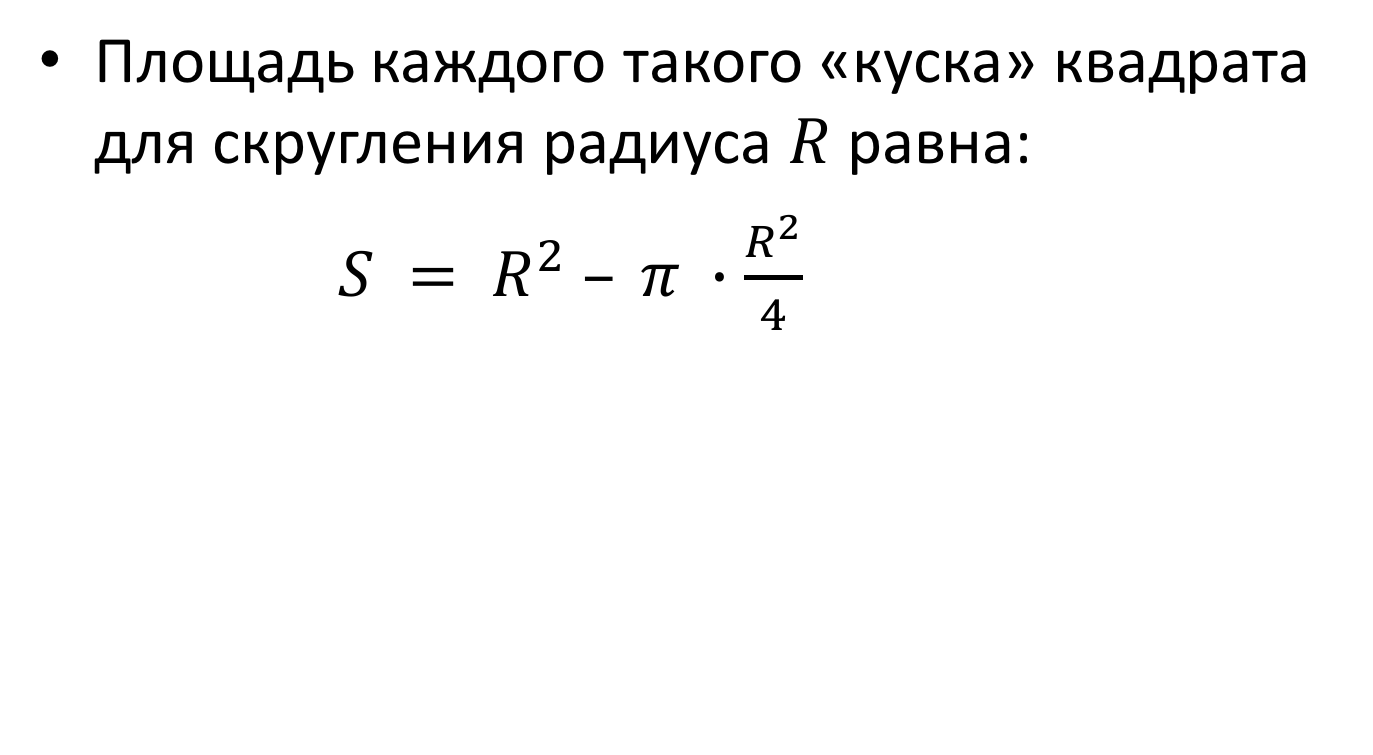 • Площадь каждого такого «куска» квадрата
для скругления радиуса R равна:
S = R² – π · R²/4